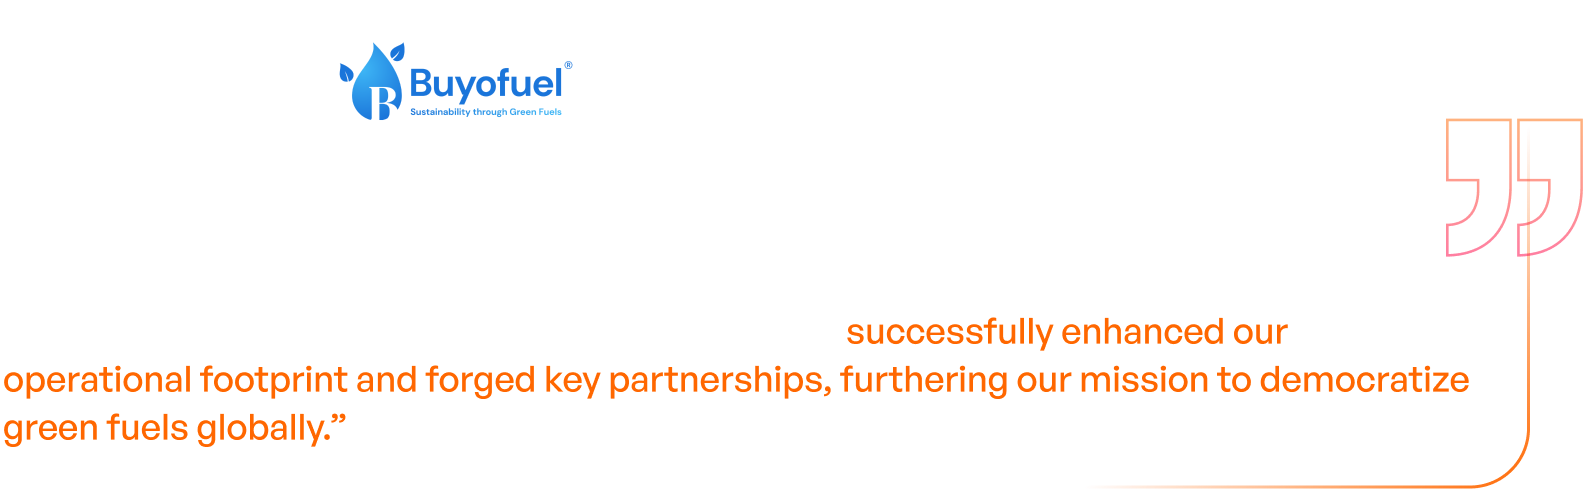 Buyofuel®
Sustainability through Green Fuels
successfully enhanced our
operational footprint and forged key partnerships, furthering our mission to democratize
green fuels globally.”